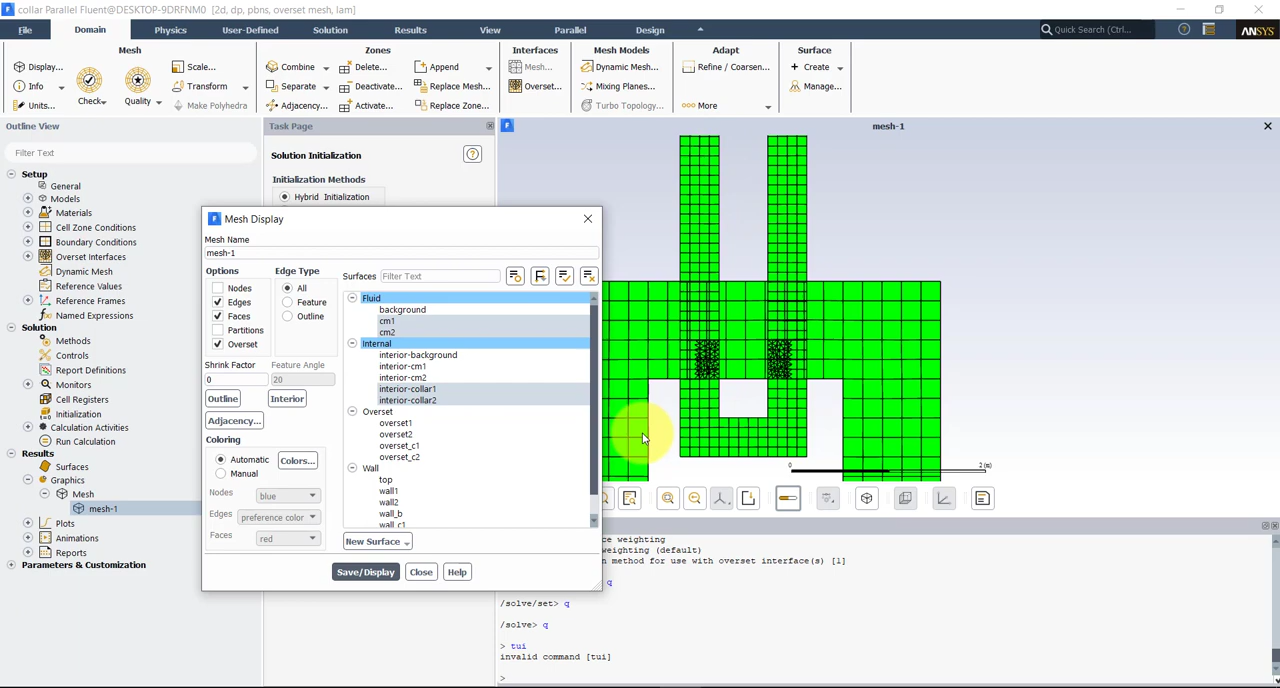 collar Parallel Fluent@DESKTOP-9DRFNM0 [2d, dp, pbns, overset mesh, lam]
File Domain Physics User-Defined Solution Results View Parallel Design Quick Search (Ctrl... ANSYS
Mesh Zones Interfaces Mesh Models Adapt Surface
Display... Scale... Combine Delete... Append Mesh... Dynamic Mesh... Refine / Coarsen... Create
Info Check Quality Transform Separate Deactivate... Replace Mesh... Overset... Mixing Planes... Manage...
Units... Make Polyhedra Adjacency... Activate... Replace Zone... Turbo Topology... More
Outline View
Filter Text
Setup
General
Models
Materials
Cell Zone Conditions
Boundary Conditions
Overset Interfaces
Dynamic Mesh
Reference Values
Reference Frames
Named Expressions
Solution
Methods
Controls
Report Definitions
Monitors
Cell Registers
Initialization
Calculation Activities
Run Calculation
Results
Surfaces
Graphics
Mesh
mesh-1
Plots
Animations
Reports
Parameters & Customization
Task Page
Solution Initialization
Initialization Methods
Hybrid Initialization
Mesh Display
Mesh Name
mesh-1
Options
Nodes
Edges
Faces
Partitions
Overset
Edge Type
All
Feature
Outline
Shrink Factor Feature Angle
0 20
Outline Interior
Adjacency...
Coloring
Automatic Colors...
Manual
Nodes blue
Edges preference color
Faces red
Surfaces Filter Text
Fluid
background
cm1
cm2
Internal
interior-background
interior-cm1
interior-cm2
interior-collar1
interior-collar2
Overset
overset1
overset2
overset_c1
overset_c2
Wall
top
wall1
wall2
wall_b
wall_c1
New Surface
Save/Display Close Help
mesh-1
0 2 (m)
ce weighting
weighting (default)
n method for use with overset interface(s) [1]
q
/solve/set> q
/solve> q
> tui
invalid command [tui]
>